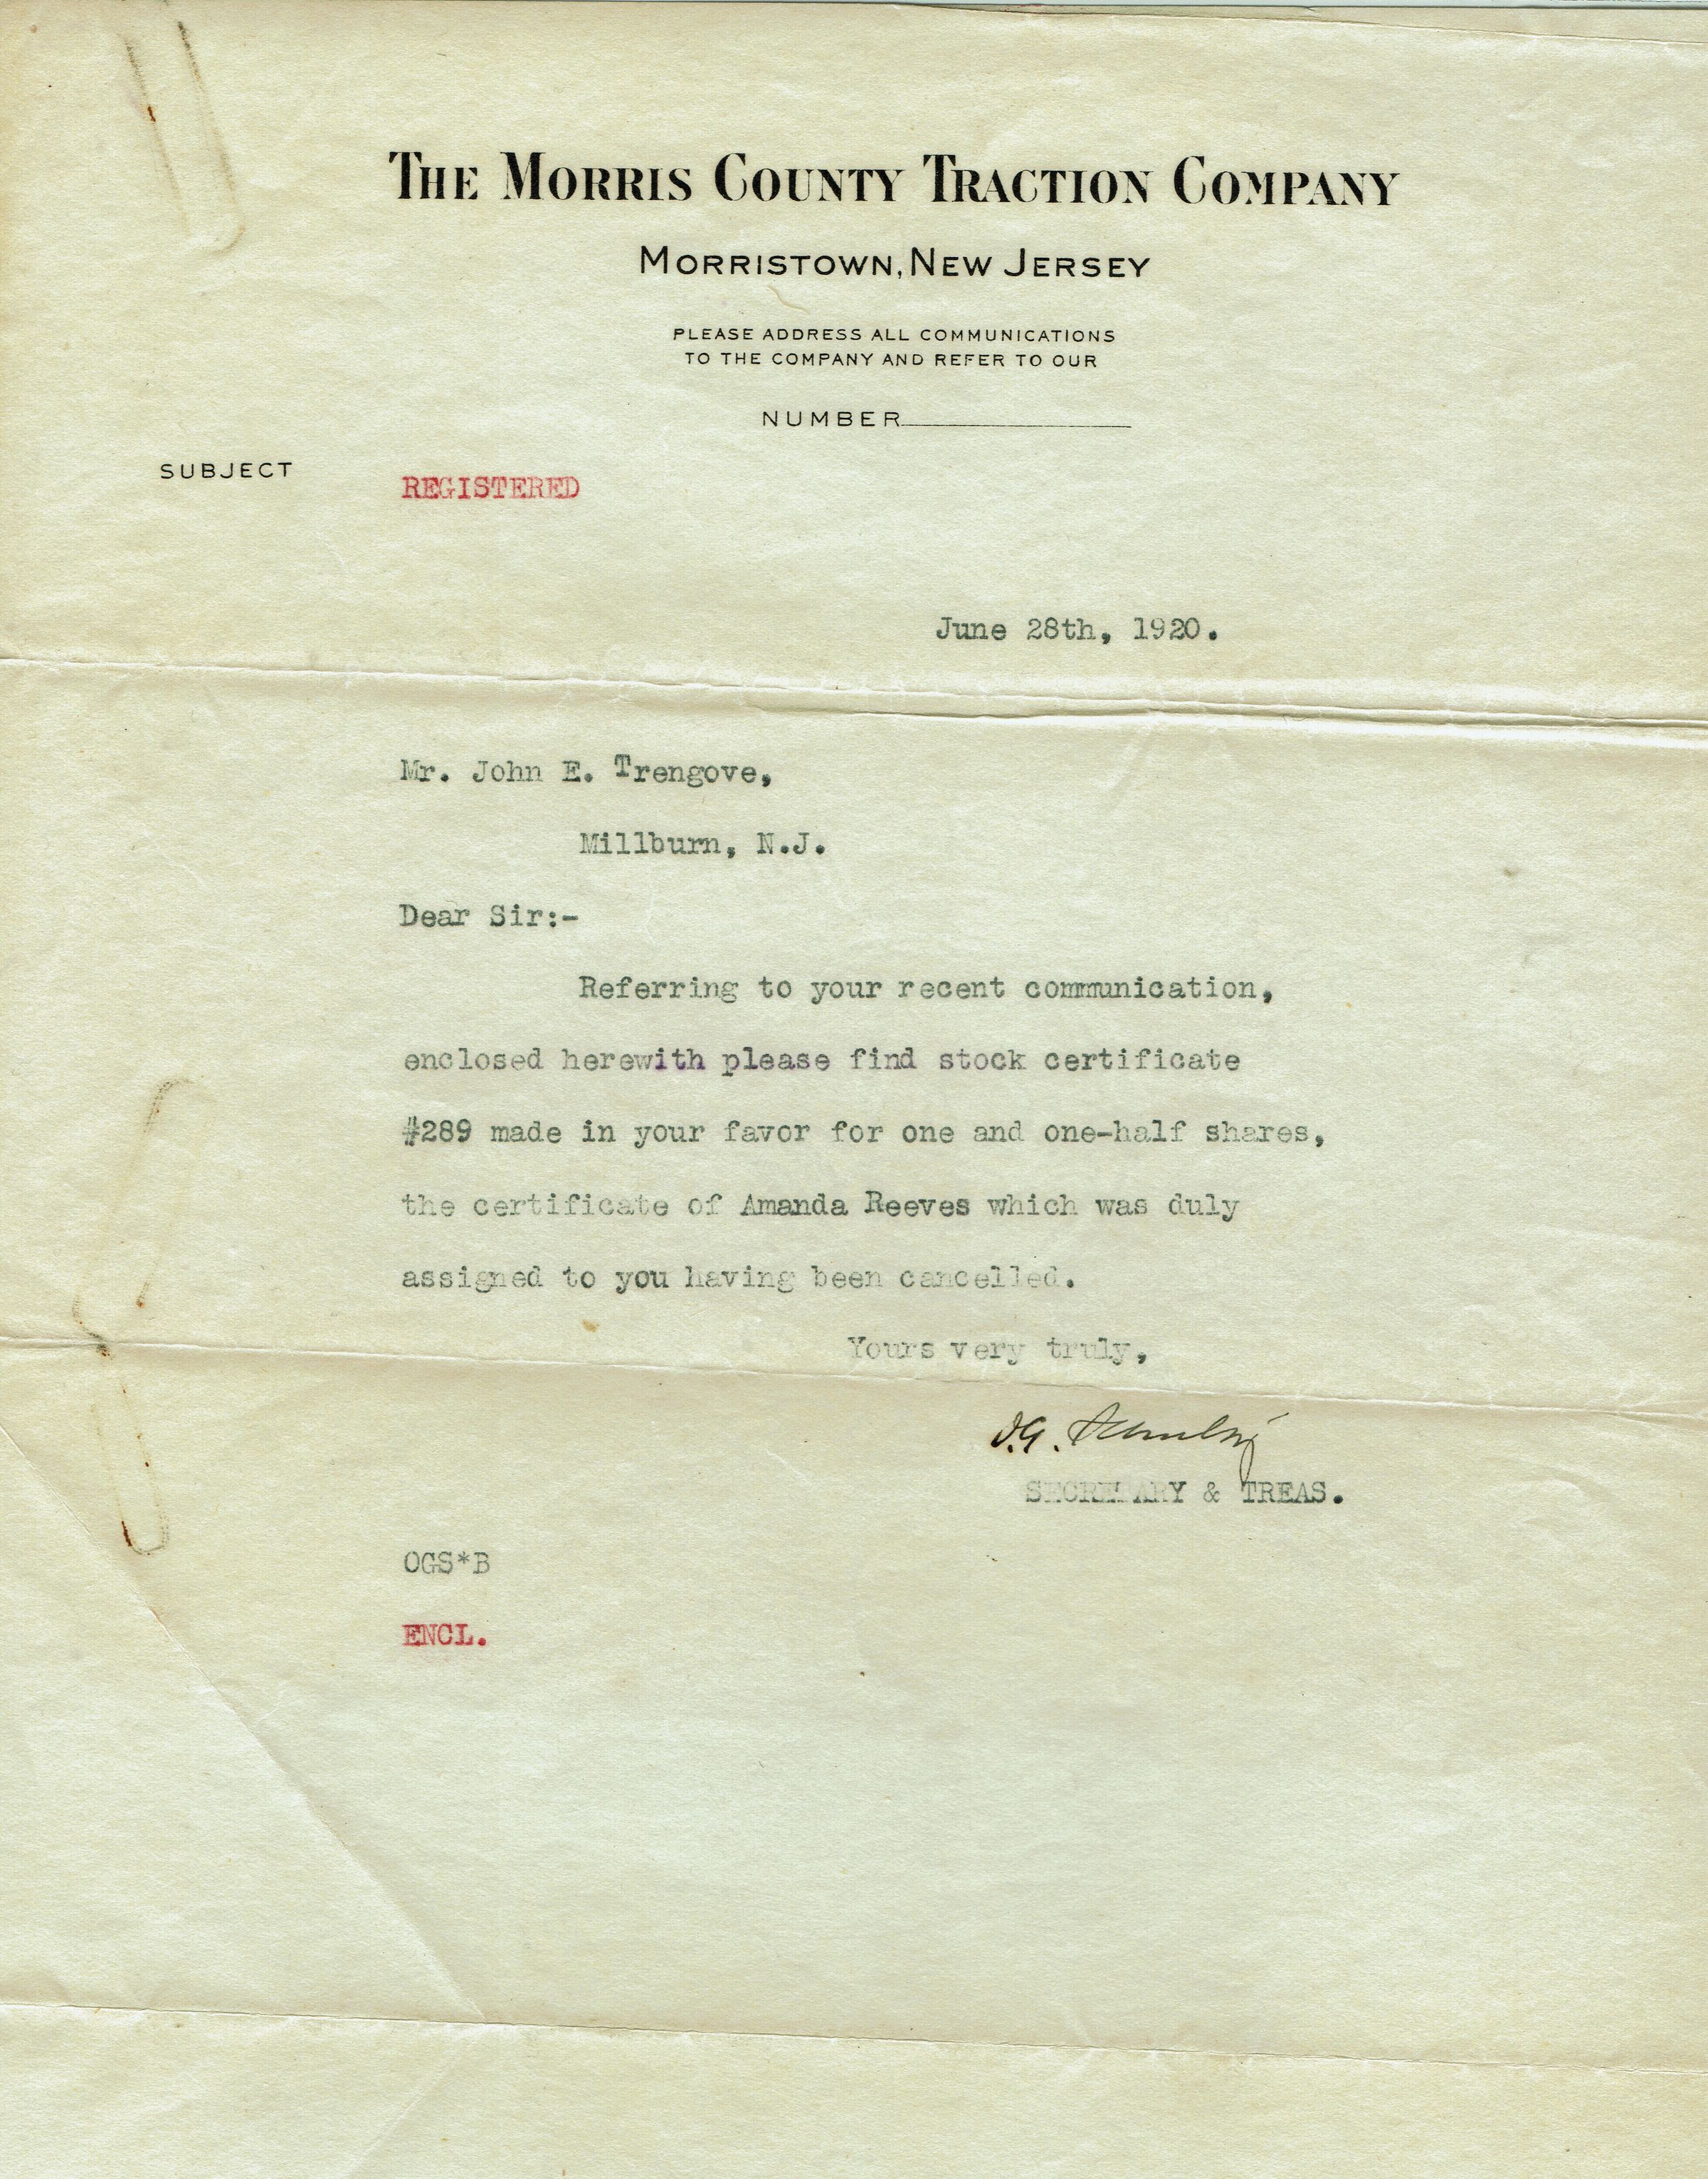 THE MORRIS COUNTY TRACTION COMPANY
MORRISTOWN, NEW JERSEY
PLEASE ADDRESS ALL COMMUNICATIONS
TO THE COMPANY AND REFER TO OUR
NUMBER
SUBJECT
REGISTERED
June 28th, 1920.
Mr. John E. Trengove,
Millburn, N.J.
Dear Sir:-
Referring to your recent communication,
enclosed herewith please find stock certificate
#289 made in your favor for one and one-half shares,
the certificate of Amanda Reeves which was duly
assigned to you having been cancelled.
Yours very truly,
SECRETARY & TREAS.
OGS*B
ENCL.